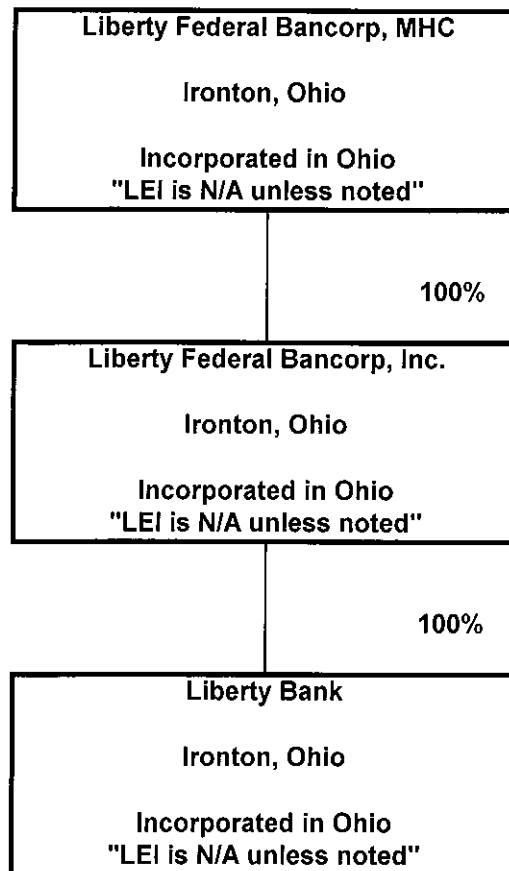 Liberty Federal Bancorp, MHC
Ironton, Ohio
Incorporated in Ohio
"LEI is N/A unless noted"
100%
Liberty Federal Bancorp, Inc.
Ironton, Ohio
Incorporated in Ohio
"LEI is N/A unless noted"
100%
Liberty Bank
Ironton, Ohio
Incorporated in Ohio
"LEI is N/A unless noted"